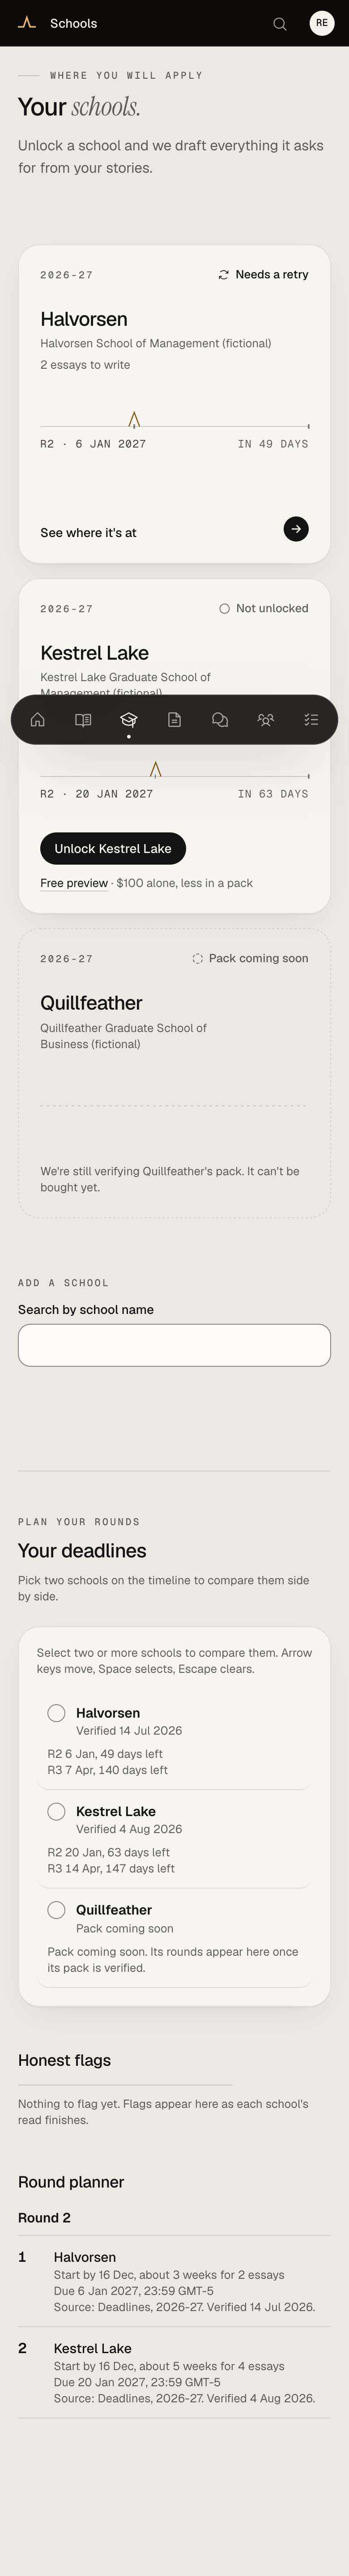 Schools
RE
WHERE YOU WILL APPLY
Your schools.
Unlock a school and we draft everything it asks
for from your stories.
2026-27
Needs a retry
Halvorsen
Halvorsen School of Management (fictional)
2 essays to write
R2 · 6 JAN 2027
IN 49 DAYS
See where it's at
2026-27
Not unlocked
Kestrel Lake
Kestrel Lake Graduate School of
Management (fictional)
R2 · 20 JAN 2027
IN 63 DAYS
Unlock Kestrel Lake
Free preview · $100 alone, less in a pack
2026-27
Pack coming soon
Quillfeather
Quillfeather Graduate School of
Business (fictional)
We're still verifying Quillfeather's pack. It can't be
bought yet.
ADD A SCHOOL
Search by school name
PLAN YOUR ROUNDS
Your deadlines
Pick two schools on the timeline to compare them side
by side.
Select two or more schools to compare them. Arrow
keys move, Space selects, Escape clears.
Halvorsen
Verified 14 Jul 2026
R2 6 Jan, 49 days left
R3 7 Apr, 140 days left
Kestrel Lake
Verified 4 Aug 2026
R2 20 Jan, 63 days left
R3 14 Apr, 147 days left
Quillfeather
Pack coming soon
Pack coming soon. Its rounds appear here once
its pack is verified.
Honest flags
Nothing to flag yet. Flags appear here as each school's
read finishes.
Round planner
Round 2
1 Halvorsen
Start by 16 Dec, about 3 weeks for 2 essays
Due 6 Jan 2027, 23:59 GMT-5
Source: Deadlines, 2026-27. Verified 14 Jul 2026.
2 Kestrel Lake
Start by 16 Dec, about 5 weeks for 4 essays
Due 20 Jan 2027, 23:59 GMT-5
Source: Deadlines, 2026-27. Verified 4 Aug 2026.